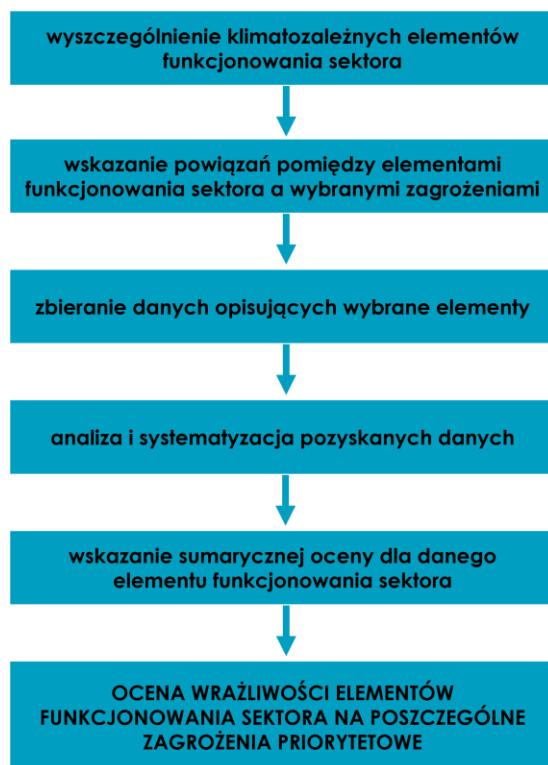 wyszczególnienie klimatozależnych elementów
funkcjonowania sektora
wskazanie powiązań pomiędzy elementami
funkcjonowania sektora a wybranymi zagrożeniami
zbieranie danych opisujących wybrane elementy
analiza i systematyzacja pozyskanych danych
wskazanie sumarycznej oceny dla danego
elementu funkcjonowania sektora
OCENA WRAŻLIWOŚCI ELEMENTÓW
FUNKCJONOWANIA SEKTORA NA POSZCZEGÓLNE
ZAGROŻENIA PRIORYTETOWE